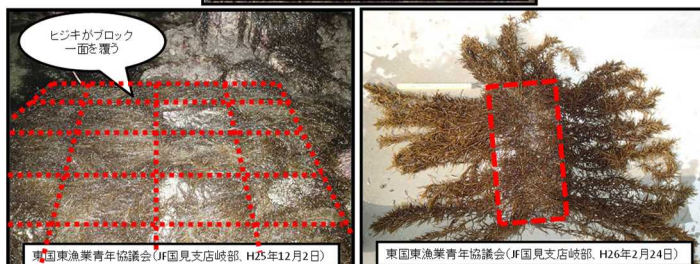 ヒジキがブロック
一面を覆う
東国東漁業青年協議会（JF国見支店岐部、H25年12月2日）
東国東漁業青年協議会（JF国見支店岐部、H26年2月24日）